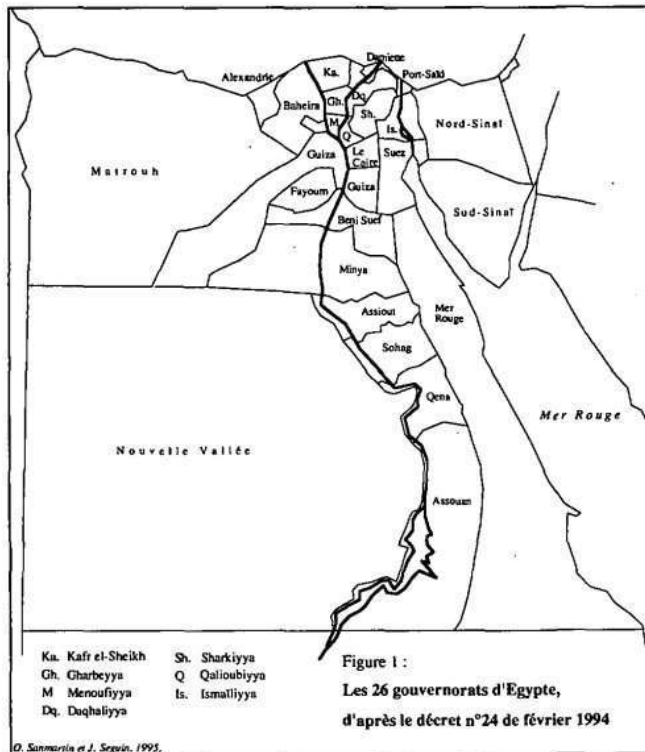 Damiette
Alexandrie
Ka.
Port-Saïd
Baheira
Gh.
Dq.
Sh.
M
Q
Is.
Nord-Sinaï
Matrouh
Guiza
Le
Caire
Suez
Fayoum
Guiza
Sud-Sinaï
Beni Suef
Minya
Assiout
Mer
Rouge
Sohag
Qena
Mer Rouge
Nouvelle Vallée
Assouan
Ka. Kafr el-Sheikh
Gh. Gharbeyya
M Menoufiyya
Dq. Daqhaliyya
Sh. Sharkiyya
Q Qalioubiyya
Is. Ismaïliyya
Figure 1 :
Les 26 gouvernorats d'Egypte,
d'après le décret n°24 de février 1994
O. Sanmartin et J. Seguin, 1995.